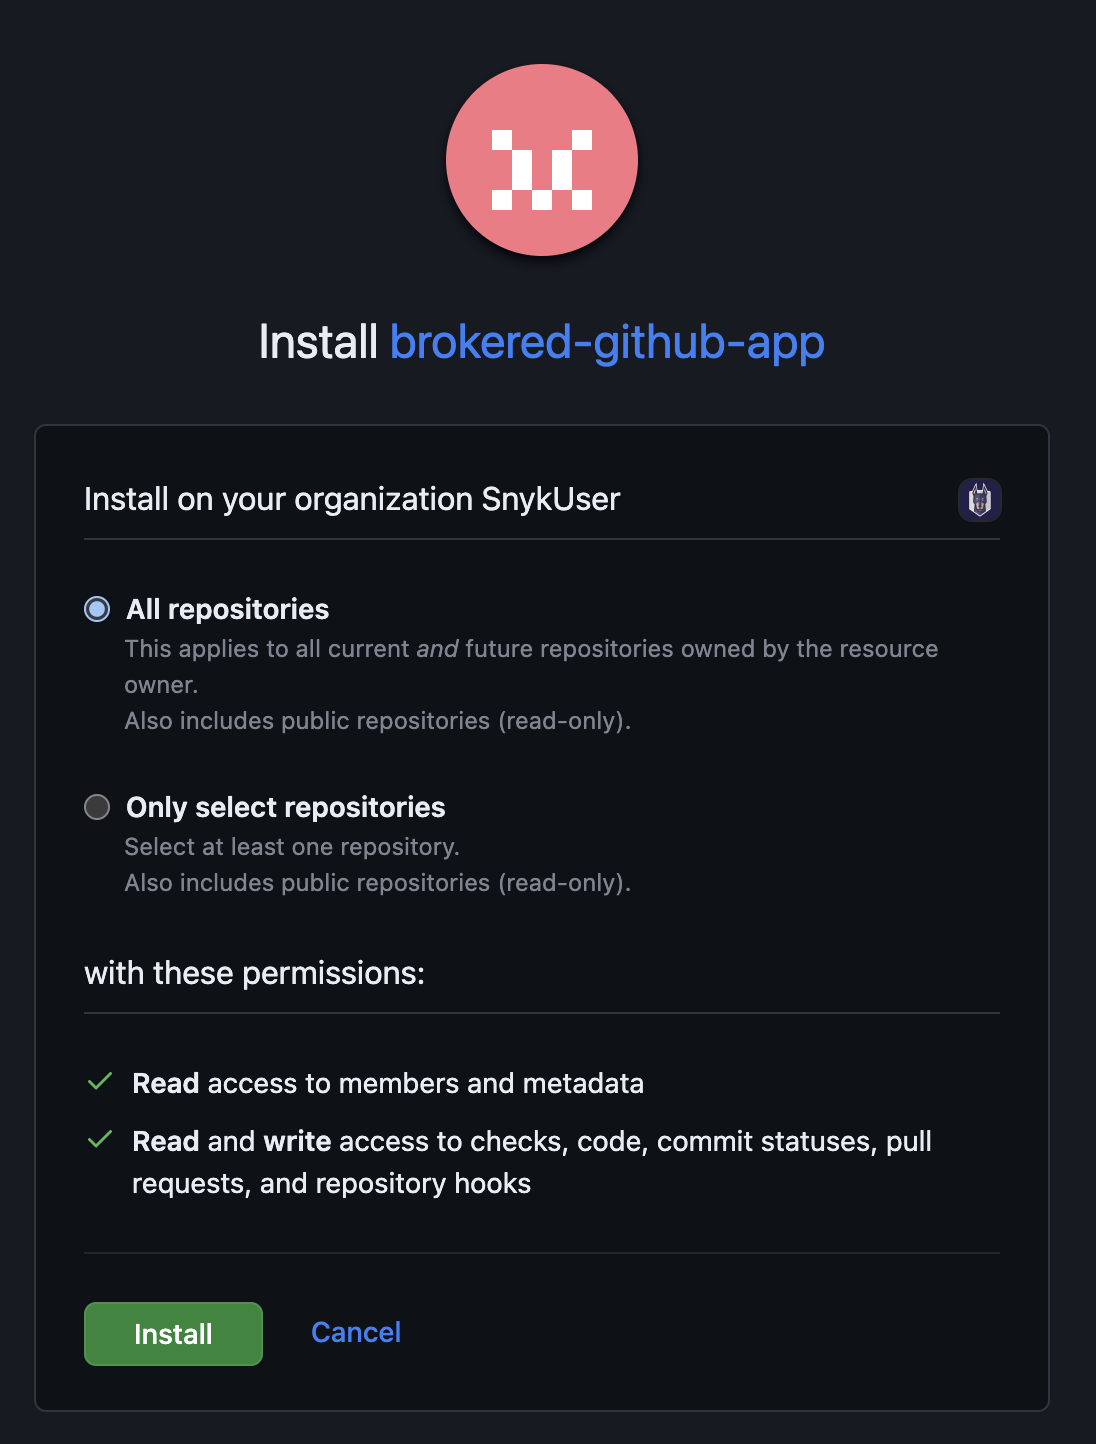 Install brokered-github-app
Install on your organization SnykUser
All repositories
This applies to all current and future repositories owned by the resource
owner.
Also includes public repositories (read-only).
Only select repositories
Select at least one repository.
Also includes public repositories (read-only).
with these permissions:
Read access to members and metadata
Read and write access to checks, code, commit statuses, pull
requests, and repository hooks
Install
Cancel